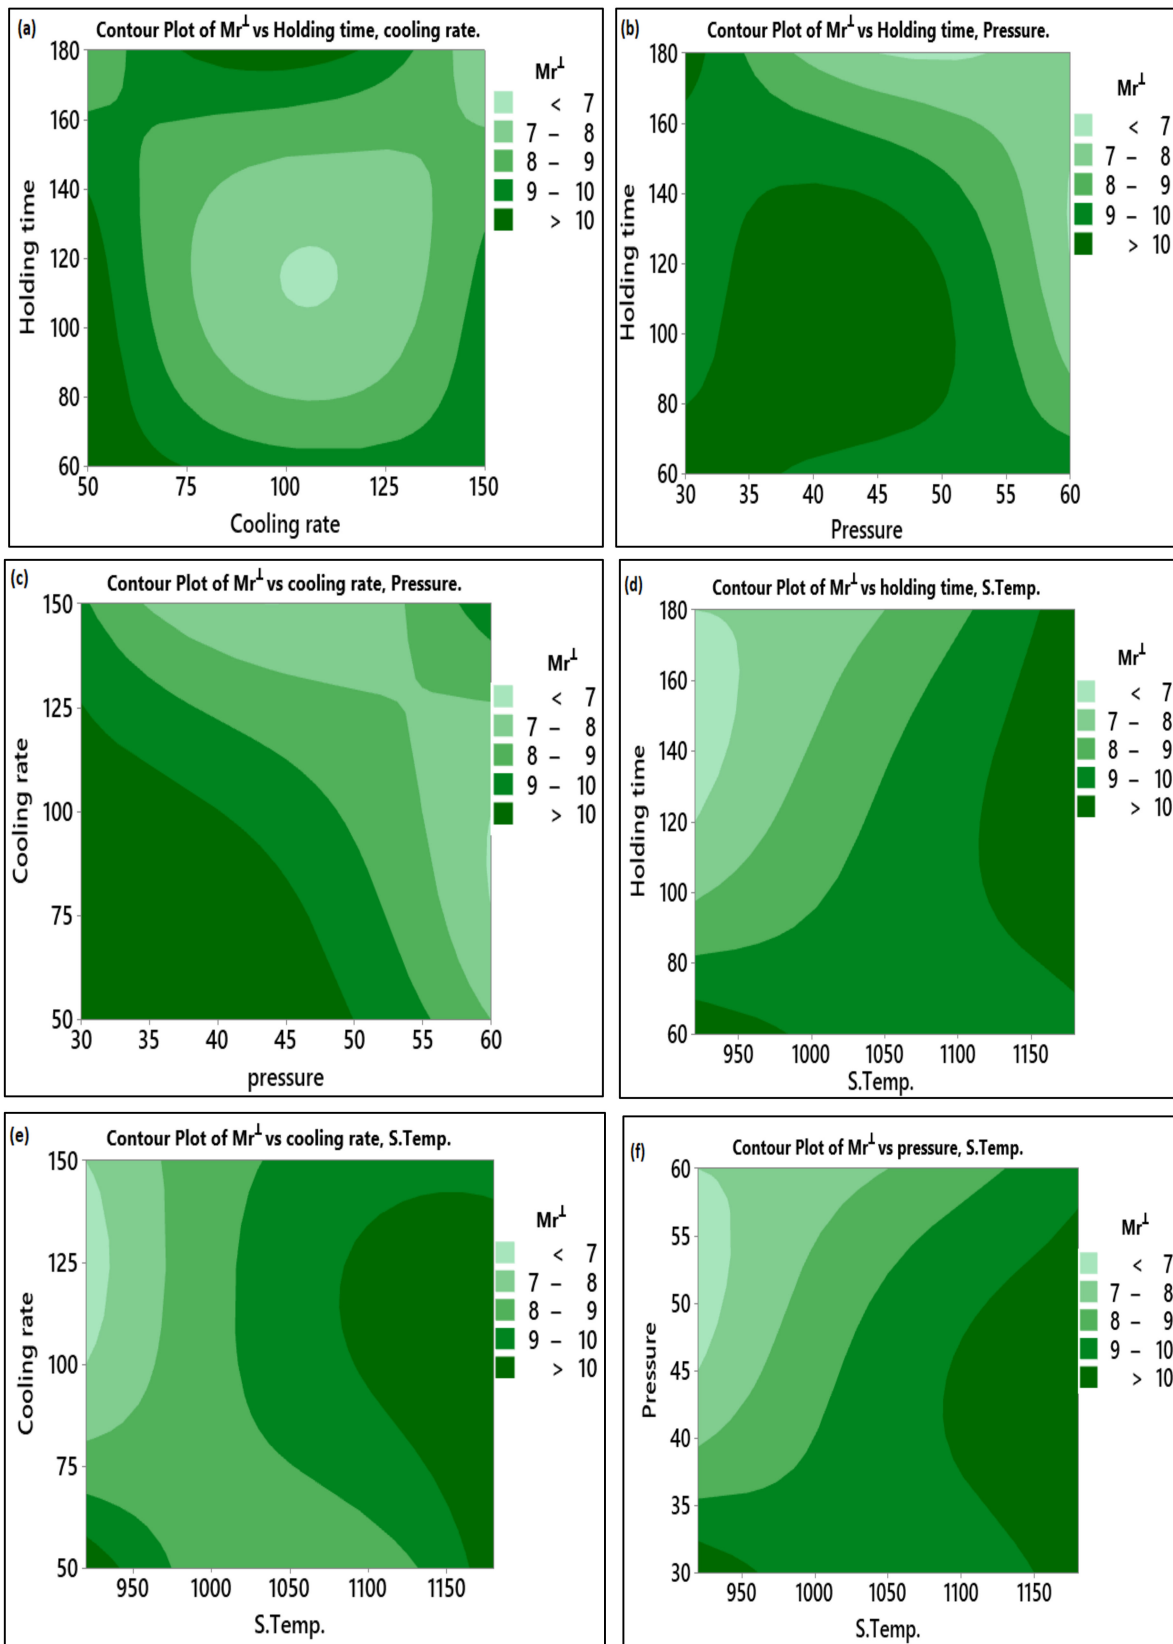 (a)
Contour Plot of Mr⊥ vs Holding time, cooling rate.
180
160
140
120
100
80
60
Holding time
50 75 100 125 150
Cooling rate
Mr⊥
< 7
7 – 8
8 – 9
9 – 10
> 10
(b)
Contour Plot of Mr⊥ vs Holding time, Pressure.
180
160
140
120
100
80
60
Holding time
30 35 40 45 50 55 60
Pressure
Mr⊥
< 7
7 – 8
8 – 9
9 – 10
> 10
(c)
Contour Plot of Mr⊥ vs cooling rate, Pressure.
150
125
100
75
50
Cooling rate
30 35 40 45 50 55 60
pressure
Mr⊥
< 7
7 – 8
8 – 9
9 – 10
> 10
(d)
Contour Plot of Mr⊥ vs holding time, S.Temp.
180
160
140
120
100
80
60
Holding time
950 1000 1050 1100 1150
S.Temp.
Mr⊥
< 7
7 – 8
8 – 9
9 – 10
> 10
(e)
Contour Plot of Mr⊥ vs cooling rate, S.Temp.
150
125
100
75
50
Cooling rate
950 1000 1050 1100 1150
S.Temp.
Mr⊥
< 7
7 – 8
8 – 9
9 – 10
> 10
(f)
Contour Plot of Mr⊥ vs pressure, S.Temp.
60
55
50
45
40
35
30
Pressure
950 1000 1050 1100 1150
S.Temp.
Mr⊥
< 7
7 – 8
8 – 9
9 – 10
> 10